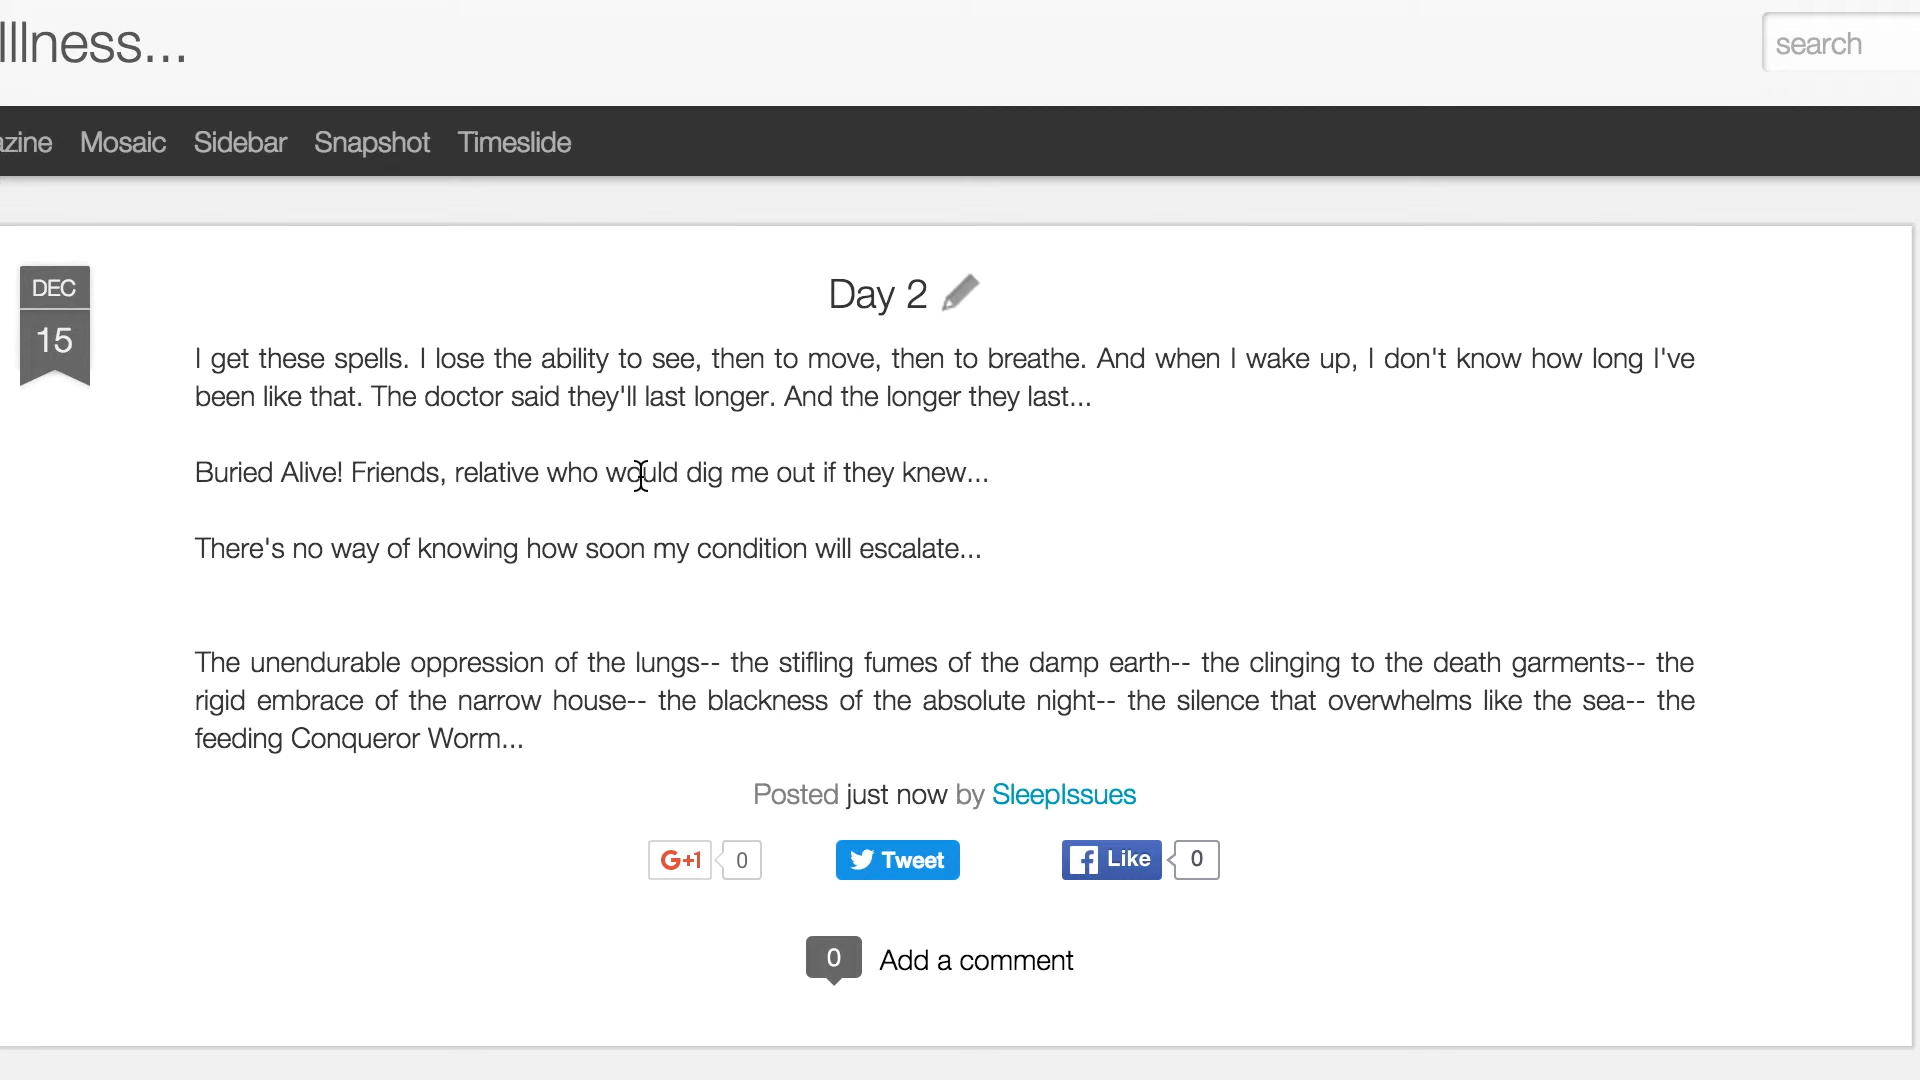 Illness...
search
azine Mosaic Sidebar Snapshot Timeslide
DEC
15
Day 2
I get these spells. I lose the ability to see, then to move, then to breathe. And when I wake up, I don't know how long I've
been like that. The doctor said they'll last longer. And the longer they last...
Buried Alive! Friends, relative who would dig me out if they knew...
There's no way of knowing how soon my condition will escalate...
The unendurable oppression of the lungs-- the stifling fumes of the damp earth-- the clinging to the death garments-- the
rigid embrace of the narrow house-- the blackness of the absolute night-- the silence that overwhelms like the sea-- the
feeding Conqueror Worm...
Posted just now by SleepIssues
G+1 0 Tweet Like 0
0 Add a comment